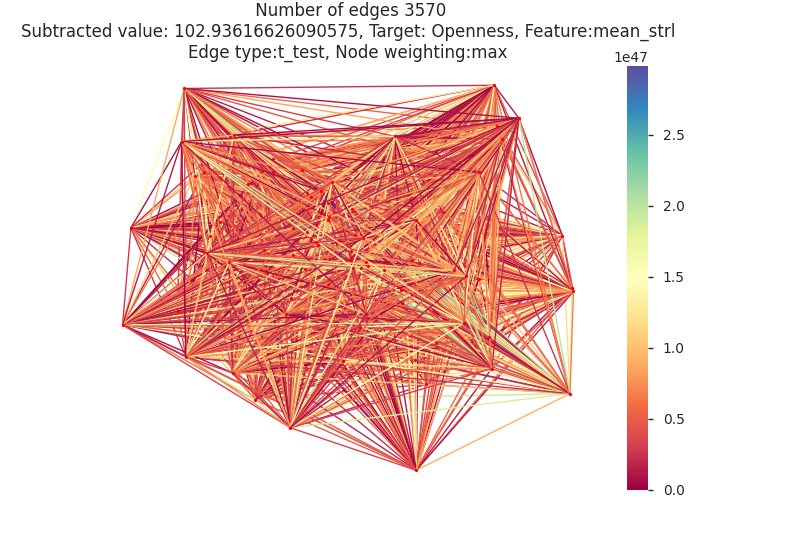 Number of edges 3570
Subtracted value: 102.93616626090575, Target: Openness, Feature:mean_strl
Edge type:t_test, Node weighting:max
1e47
2.5
2.0
1.5
1.0
0.5
0.0